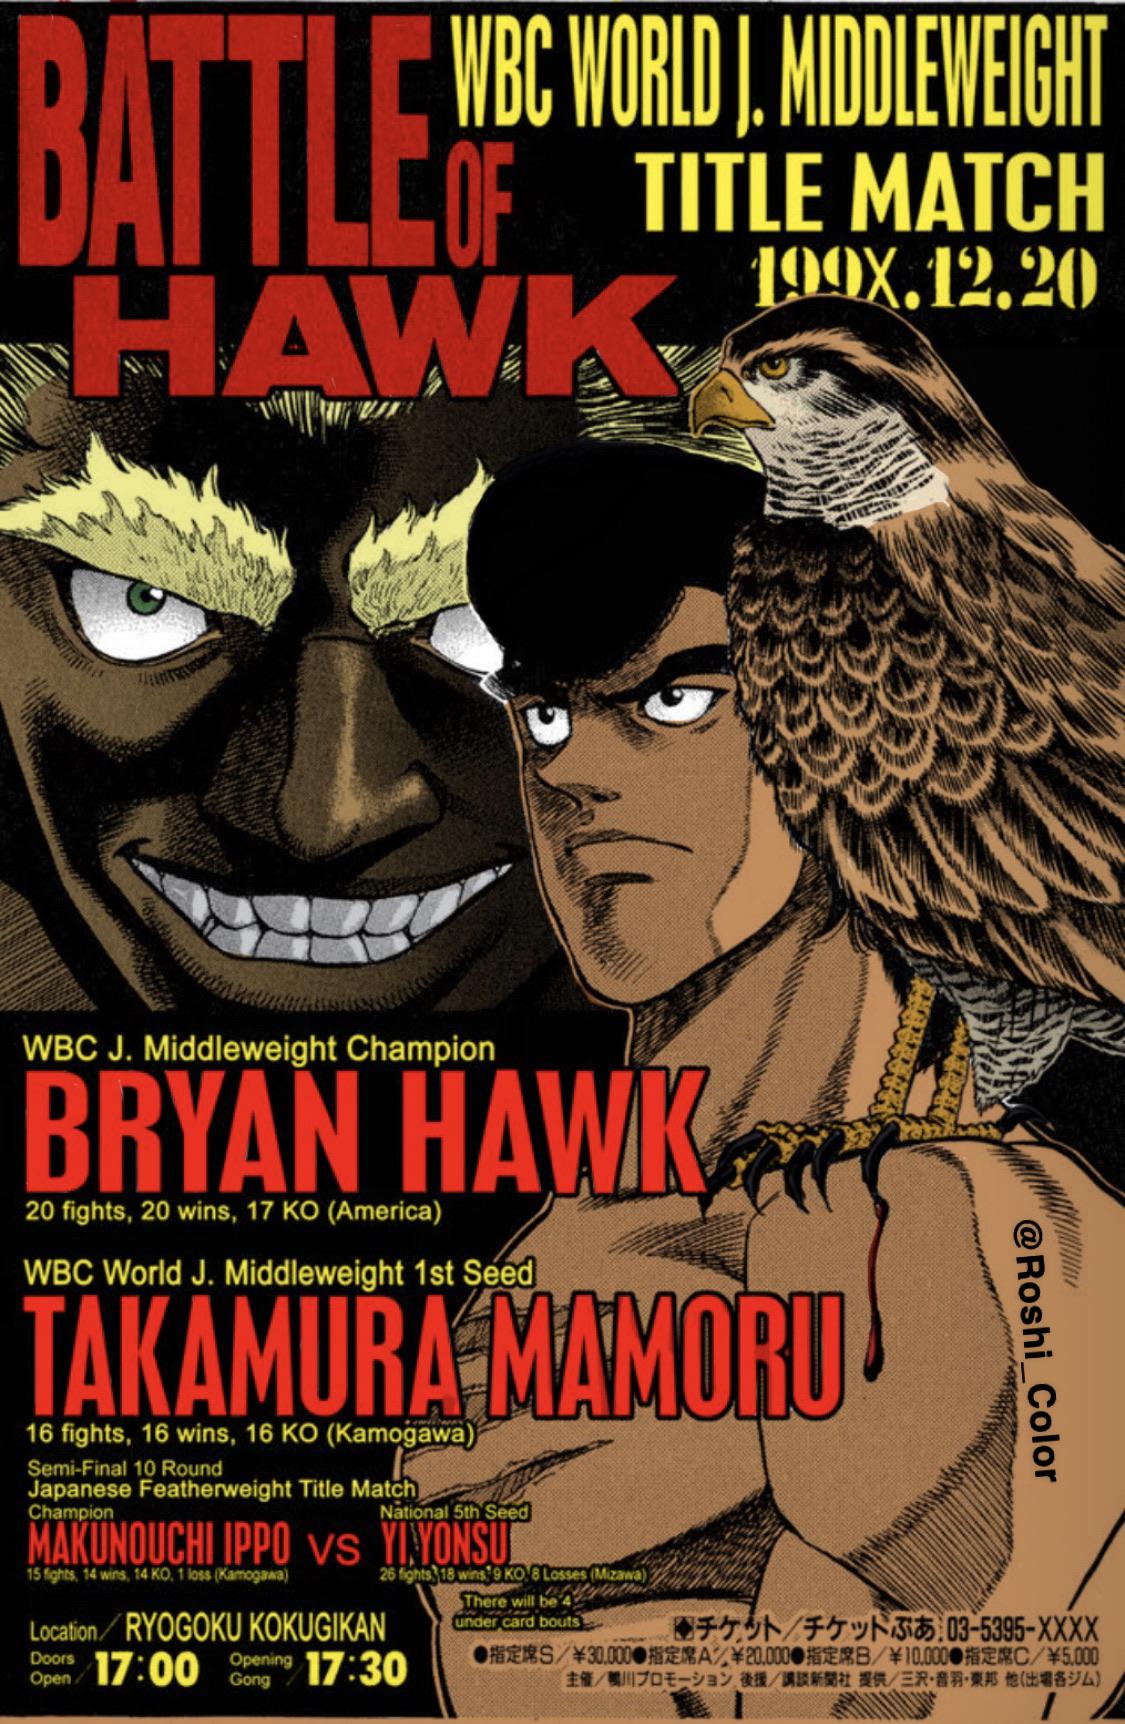 BATTLE OF HAWK
WBC WORLD J. MIDDLEWEIGHT
TITLE MATCH
199X.12.20
WBC J. Middleweight Champion
BRYAN HAWK
20 fights, 20 wins, 17 KO (America)
WBC World J. Middleweight 1st Seed
TAKAMURA MAMORU
16 fights, 16 wins, 16 KO (Kamogawa)
Semi-Final 10 Round
Japanese Featherweight Title Match
Champion
MAKUNOUCHI IPPO VS YI YONSU
National 5th Seed
15 fights, 14 wins, 14 KO, 1 loss (Kamogawa)
26 fights, 18 wins, 9 KO, 8 Losses (Mizawa)
There will be 4
under card bouts
Location／RYOGOKU KOKUGIKAN
Doors Open／17:00 Opening Gong／17:30
チケット／チケットぶあ:03-5395-XXXX
●指定席S／¥30,000●指定席A／¥20,000●指定席B／¥10,000●指定席C／¥5,000
主催／鴨川プロモーション 後援／講談新聞社 提供／三沢・音羽・東邦 他(出場各ジム)
@Roshi_Color